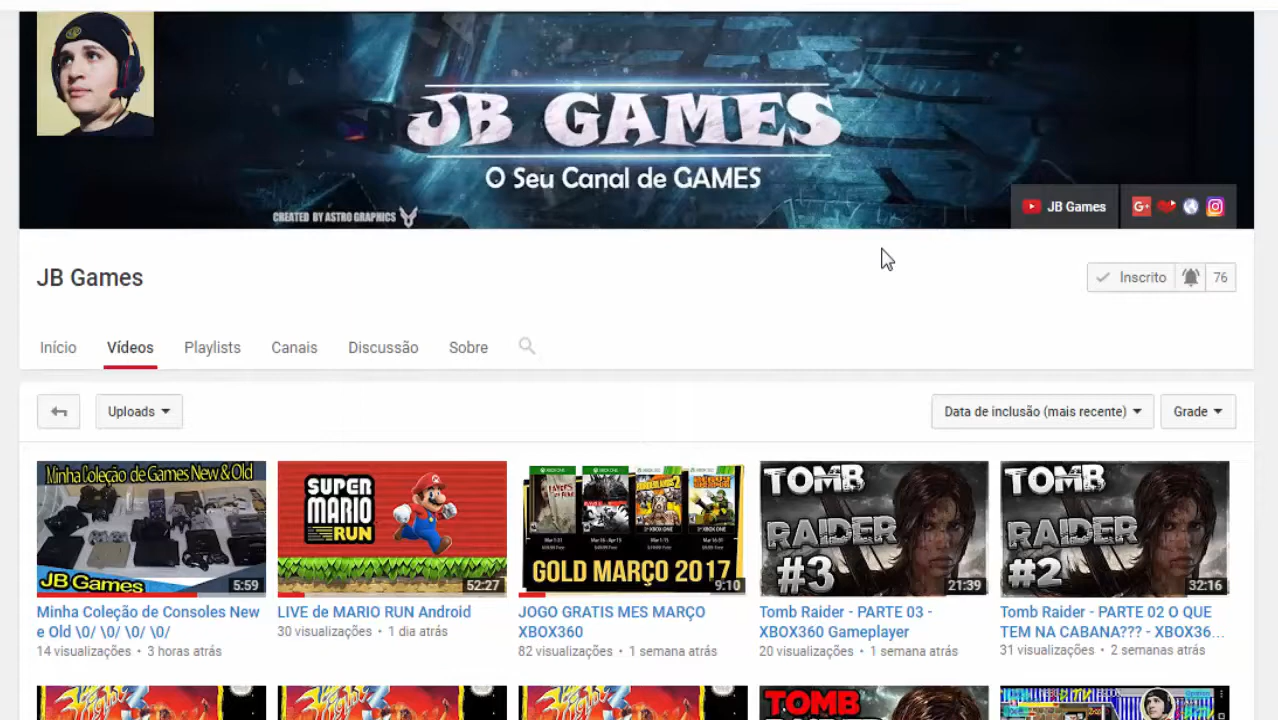 JB GAMES
O Seu Canal de GAMES
CREATED BY ASTRO GRAPHICS
JB Games
G+
JB Games
Inscrito
76
Início
Vídeos
Playlists
Canais
Discussão
Sobre
Uploads
Data de inclusão (mais recente)
Grade
Minha Coleção de Games New & Old
JB Games
5:59
Minha Coleção de Consoles New
e Old \0/ \0/ \0/ \0/
14 visualizações • 3 horas atrás
SUPER
MARIO
RUN
52:27
LIVE de MARIO RUN Android
30 visualizações • 1 dia atrás
GOLD MARÇO 2017
9:10
JOGO GRATIS MES MARÇO
XBOX360
82 visualizações • 1 semana atrás
TOMB
RAIDER
#3
21:39
Tomb Raider - PARTE 03 -
XBOX360 Gameplayer
20 visualizações • 1 semana atrás
TOMB
RAIDER
#2
32:16
Tomb Raider - PARTE 02 O QUE
TEM NA CABANA??? - XBOX36...
31 visualizações • 2 semanas atrás
TOMB